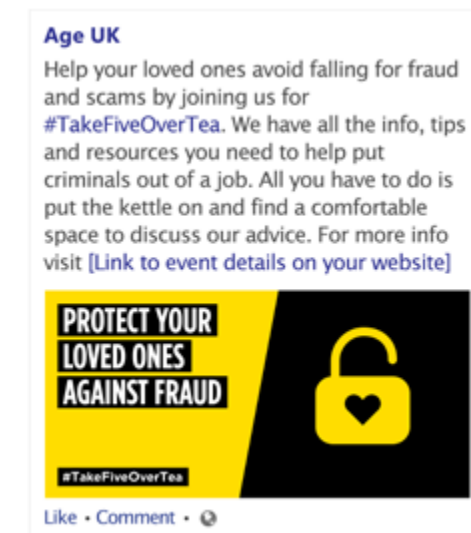 Age UK
Help your loved ones avoid falling for fraud
and scams by joining us for
#TakeFiveOverTea. We have all the info, tips
and resources you need to help put
criminals out of a job. All you have to do is
put the kettle on and find a comfortable
space to discuss our advice. For more info
visit [Link to event details on your website]
PROTECT YOUR
LOVED ONES
AGAINST FRAUD
#TakeFiveOverTea
Like • Comment •